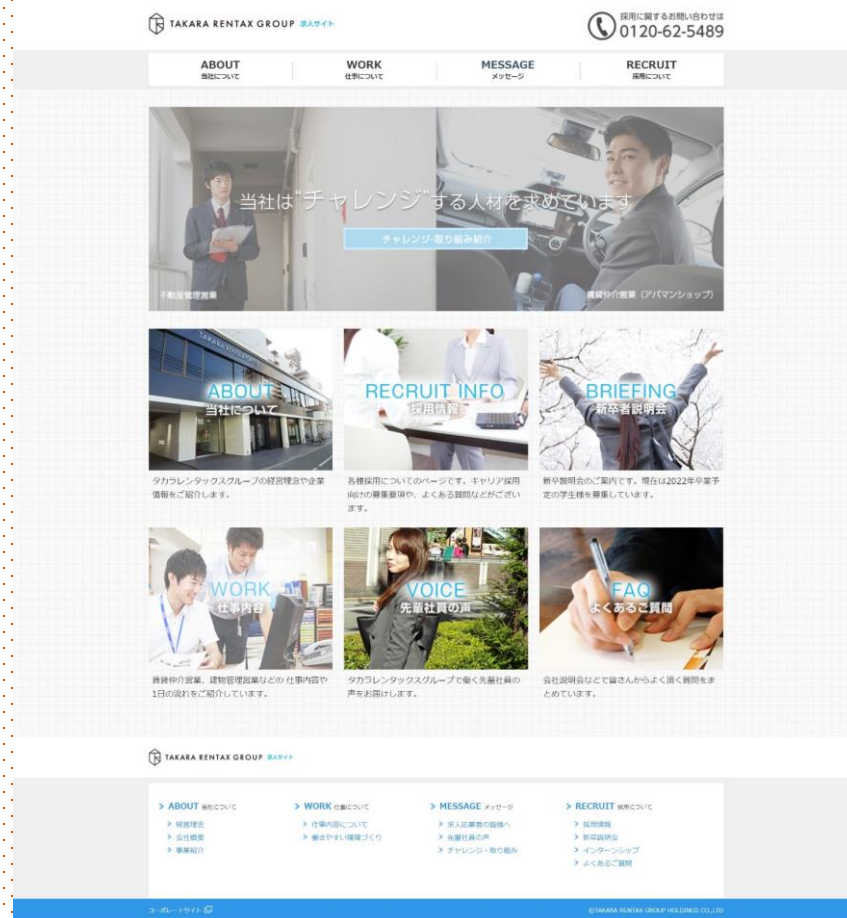 TAKARA RENTAX GROUP 求人サイト
採用に関するお問い合わせは
0120-62-5489
ABOUT
当社について
WORK
仕事について
MESSAGE
メッセージ
RECRUIT
採用について
当社は"チャレンジ"する人材を求めています
チャレンジ・取り組み紹介
不動産管理営業
賃貸仲介営業（アパマンショップ）
TAKARA RENTAX GROUP
ABOUT
当社について
RECRUIT INFO
採用情報
BRIEFING
新卒者説明会
タカラレンタックスグループの経営理念や企業
情報をご紹介します。
各種採用についてのページです。キャリア採用
向けの募集要項や、よくある質問などがござい
ます。
新卒説明会のご案内です。現在は2022年卒業予
定の学生様を募集しています。
WORK
仕事内容
VOICE
先輩社員の声
FAQ
よくあるご質問
賃貸仲介営業、建物管理営業などの 仕事内容や
1日の流れをご紹介しています。
タカラレンタックスグループで働く先輩社員の
声をお届けします。
会社説明会などで皆さんからよく頂く質問をま
とめています。
TAKARA RENTAX GROUP 求人サイト
> ABOUT 当社について
> 経営理念
> 会社概要
> 事業紹介
> WORK 仕事について
> 仕事内容について
> 働きやすい環境づくり
> MESSAGE メッセージ
> 求人応募者の皆様へ
> 先輩社員の声
> チャレンジ・取り組み
> RECRUIT 採用について
> 採用情報
> 新卒説明会
> インターンシップ
> よくあるご質問
コーポレートサイト
©TAKARA RENTAX GROUP HOLDINGS CO.,LTD